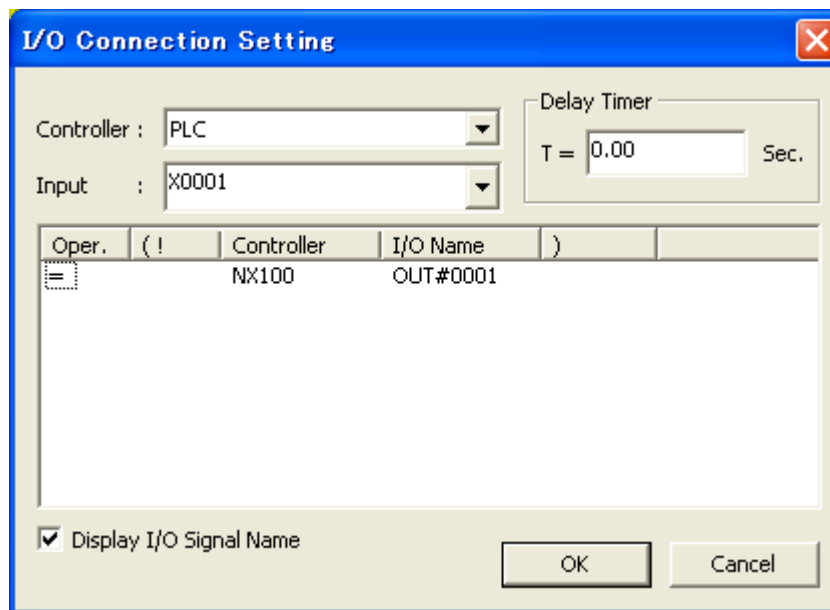 I/O Connection Setting
Controller : PLC
Input : X0001
Delay Timer
T = 0.00 Sec.
Oper. ( ! Controller I/O Name )
= NX100 OUT#0001
Display I/O Signal Name
OK Cancel